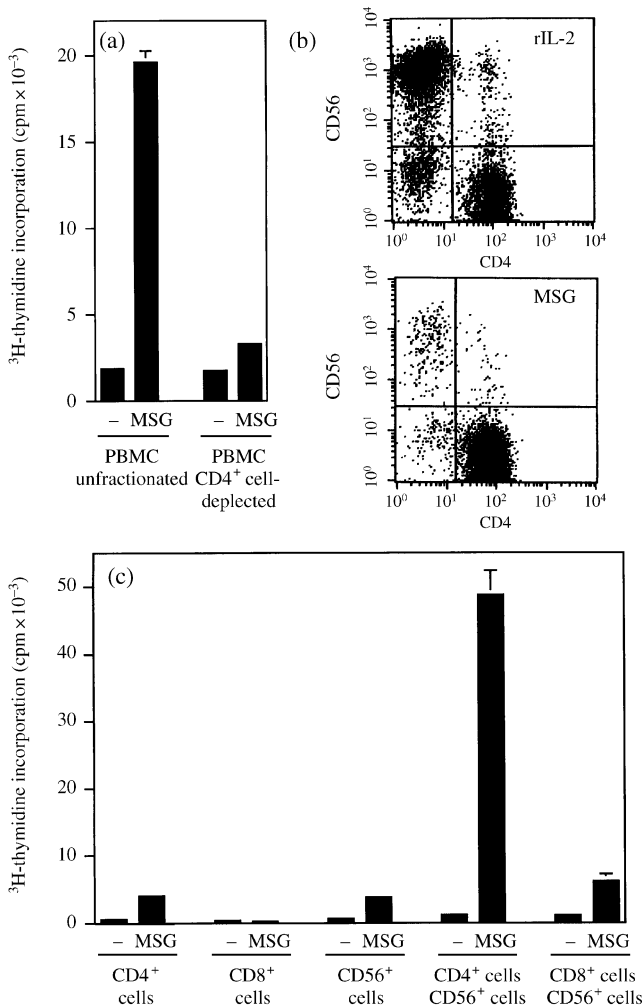 (a)
³H-thymidine incorporation (cpm × 10⁻³)
20
15
10
5
0
– MSG – MSG
PBMC PBMC
unfractionated CD4⁺ cell-
deplected
(b)
rIL-2
CD56
10⁴
10³
10²
10¹
10⁰
10⁰ 10¹ 10² 10³ 10⁴
CD4
MSG
CD56
10⁴
10³
10²
10¹
10⁰
10⁰ 10¹ 10² 10³ 10⁴
CD4
(c)
³H-thymidine incorporation (cpm × 10⁻³)
50
40
30
20
10
0
– MSG – MSG – MSG – MSG – MSG
CD4⁺ CD8⁺ CD56⁺ CD4⁺ cells CD8⁺ cells
cells cells cells CD56⁺ cells CD56⁺ cells